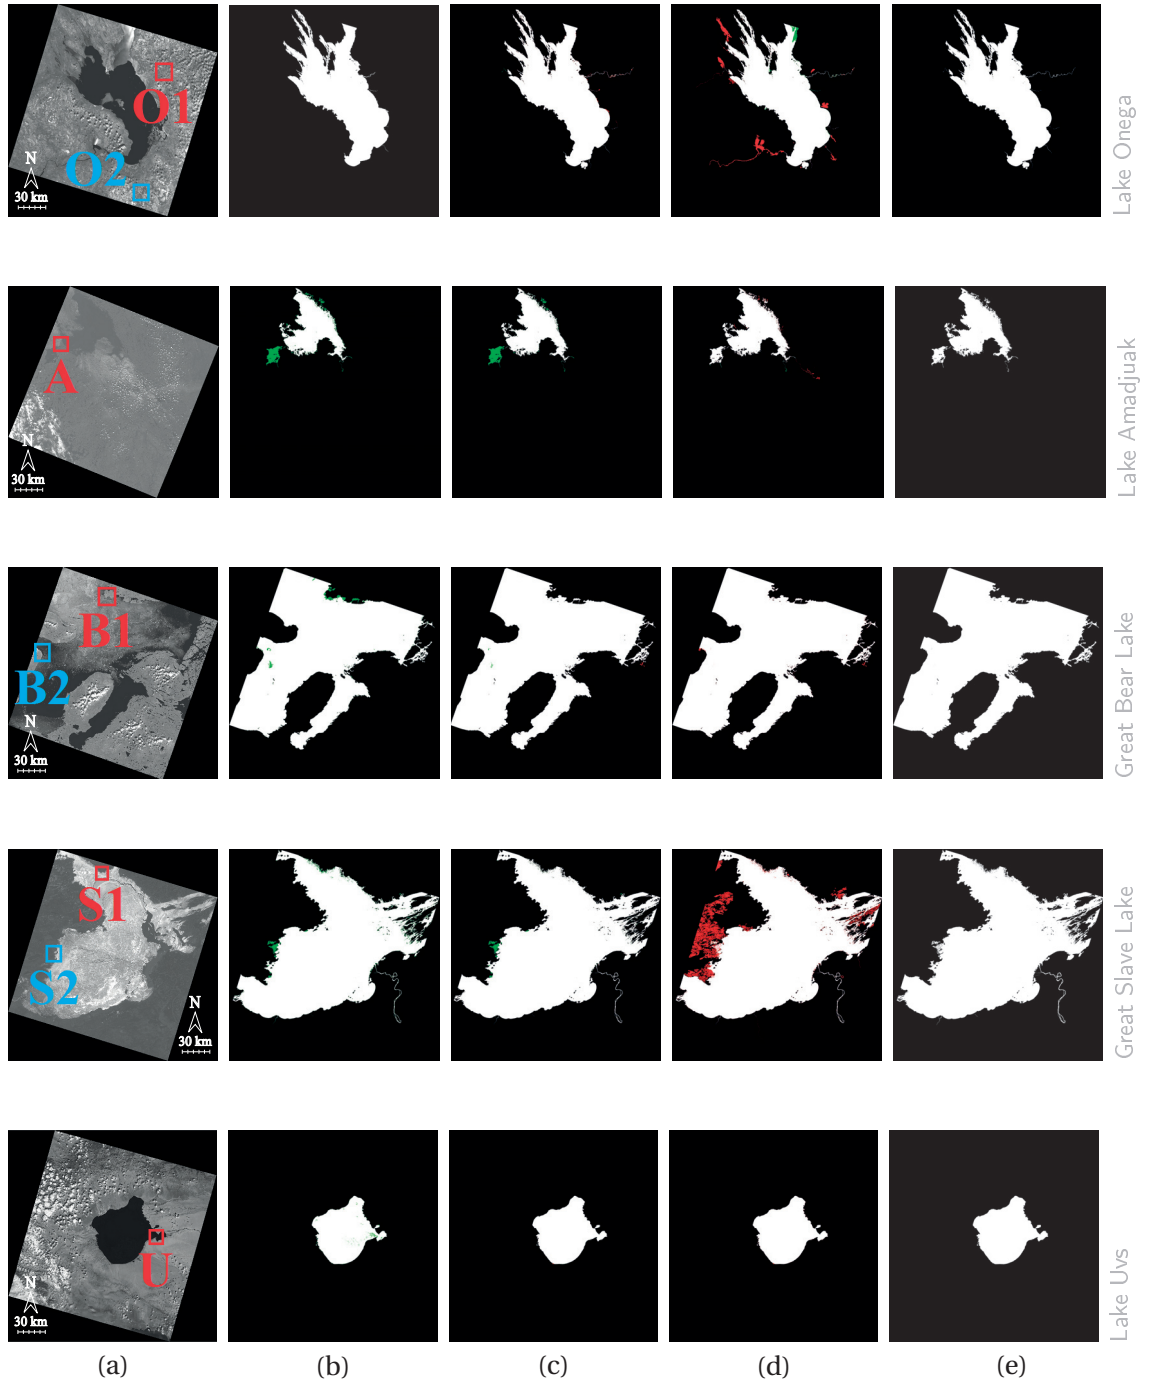 O1
O2
N
30 km
Lake Onega
A
N
30 km
Lake Amadjuak
B1
B2
N
30 km
Great Bear Lake
S1
S2
N
30 km
Great Slave Lake
U
N
30 km
Lake Uvs
(a) (b) (c) (d) (e)